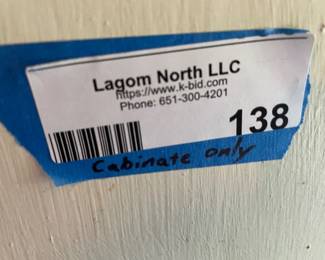 Lagom North LLC
https://www.k-bid.com
Phone: 651-300-4201
138
Cabinate only